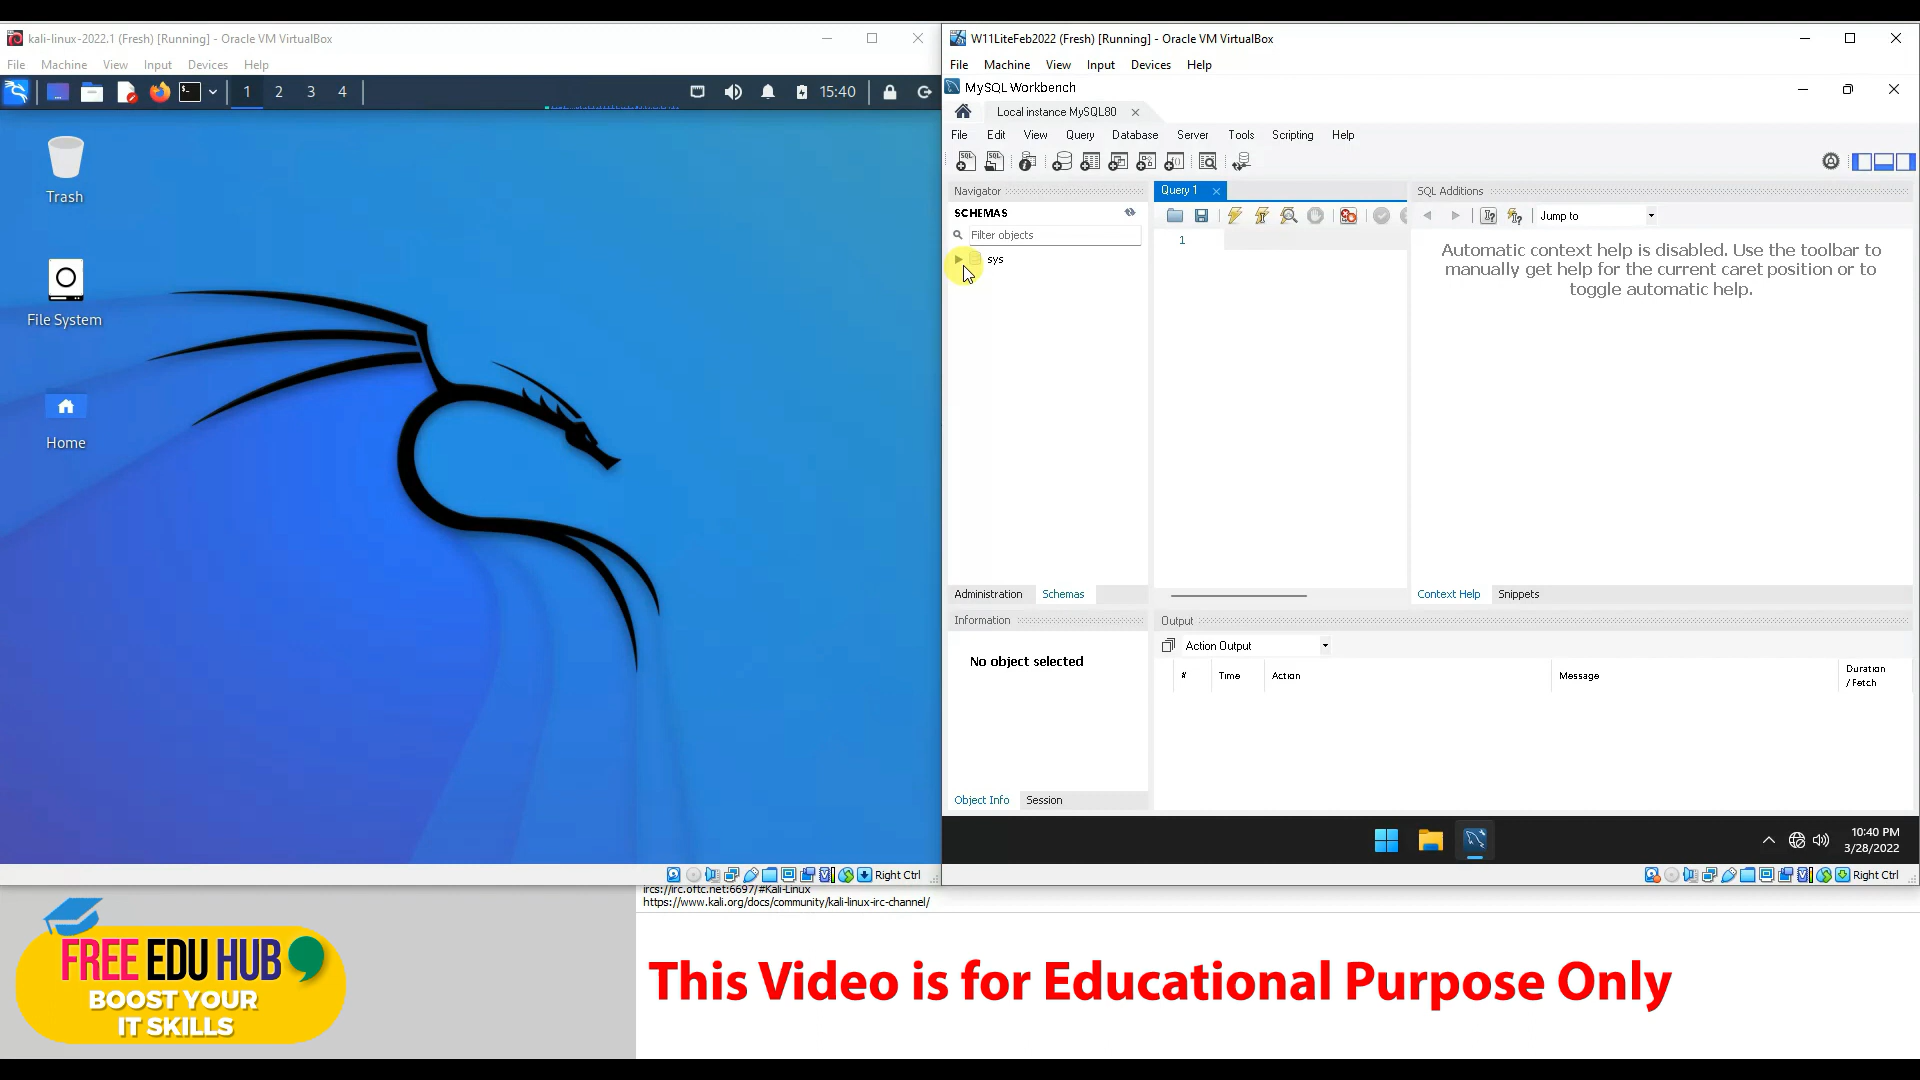 kali-linux-2022.1 (Fresh) [Running] - Oracle VM VirtualBox
File Machine View Input Devices Help
1 2 3 4 15:40
Trash
File System
Home
Right Ctrl
W11LiteFeb2022 (Fresh) [Running] - Oracle VM VirtualBox
File Machine View Input Devices Help
MySQL Workbench
Local instance MySQL80
File Edit View Query Database Server Tools Scripting Help
Navigator
SCHEMAS
Filter objects
sys
Administration Schemas
Information
No object selected
Object Info Session
Query 1
1
SQL Additions
Jump to
Automatic context help is disabled. Use the toolbar to
manually get help for the current caret position or to
toggle automatic help.
Context Help Snippets
Output
Action Output
# Time Action Message Duration
/ Fetch
10:40 PM
3/28/2022
Right Ctrl
ircs://irc.oftc.net:6697/#Kali-Linux
https://www.kali.org/docs/community/kali-linux-irc-channel/
FREE EDU HUB
BOOST YOUR
IT SKILLS
This Video is for Educational Purpose Only